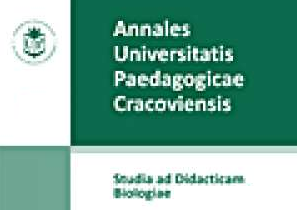 Annales
Universitatis
Paedagogicae
Cracoviensis
Studia ad Didacticam
Biologiae